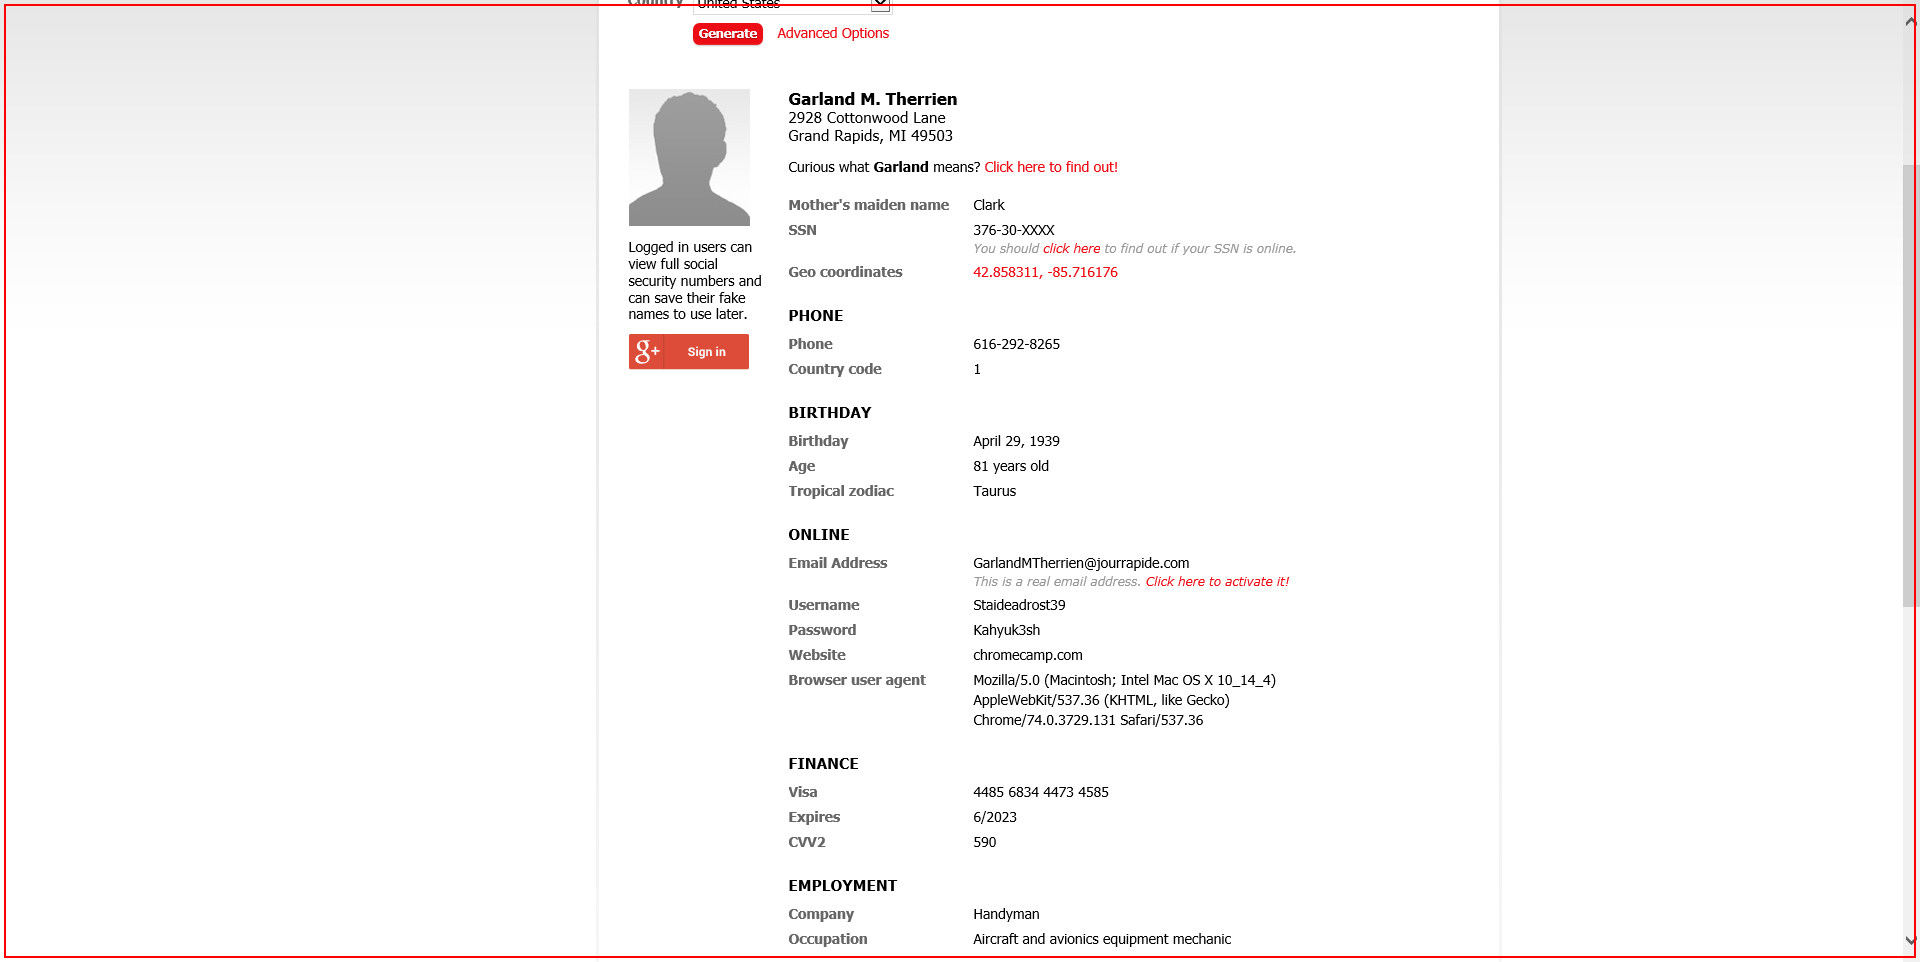 Country United States
Generate Advanced Options
Garland M. Therrien
2928 Cottonwood Lane
Grand Rapids, MI 49503
Curious what Garland means? Click here to find out!
Logged in users can
view full social
security numbers and
can save their fake
names to use later.
g+ Sign in
Mother's maiden name Clark
SSN 376-30-XXXX
You should click here to find out if your SSN is online.
Geo coordinates 42.858311, -85.716176
PHONE
Phone 616-292-8265
Country code 1
BIRTHDAY
Birthday April 29, 1939
Age 81 years old
Tropical zodiac Taurus
ONLINE
Email Address GarlandMTherrien@jourrapide.com
This is a real email address. Click here to activate it!
Username Staideadrost39
Password Kahyuk3sh
Website chromecamp.com
Browser user agent Mozilla/5.0 (Macintosh; Intel Mac OS X 10_14_4)
AppleWebKit/537.36 (KHTML, like Gecko)
Chrome/74.0.3729.131 Safari/537.36
FINANCE
Visa 4485 6834 4473 4585
Expires 6/2023
CVV2 590
EMPLOYMENT
Company Handyman
Occupation Aircraft and avionics equipment mechanic